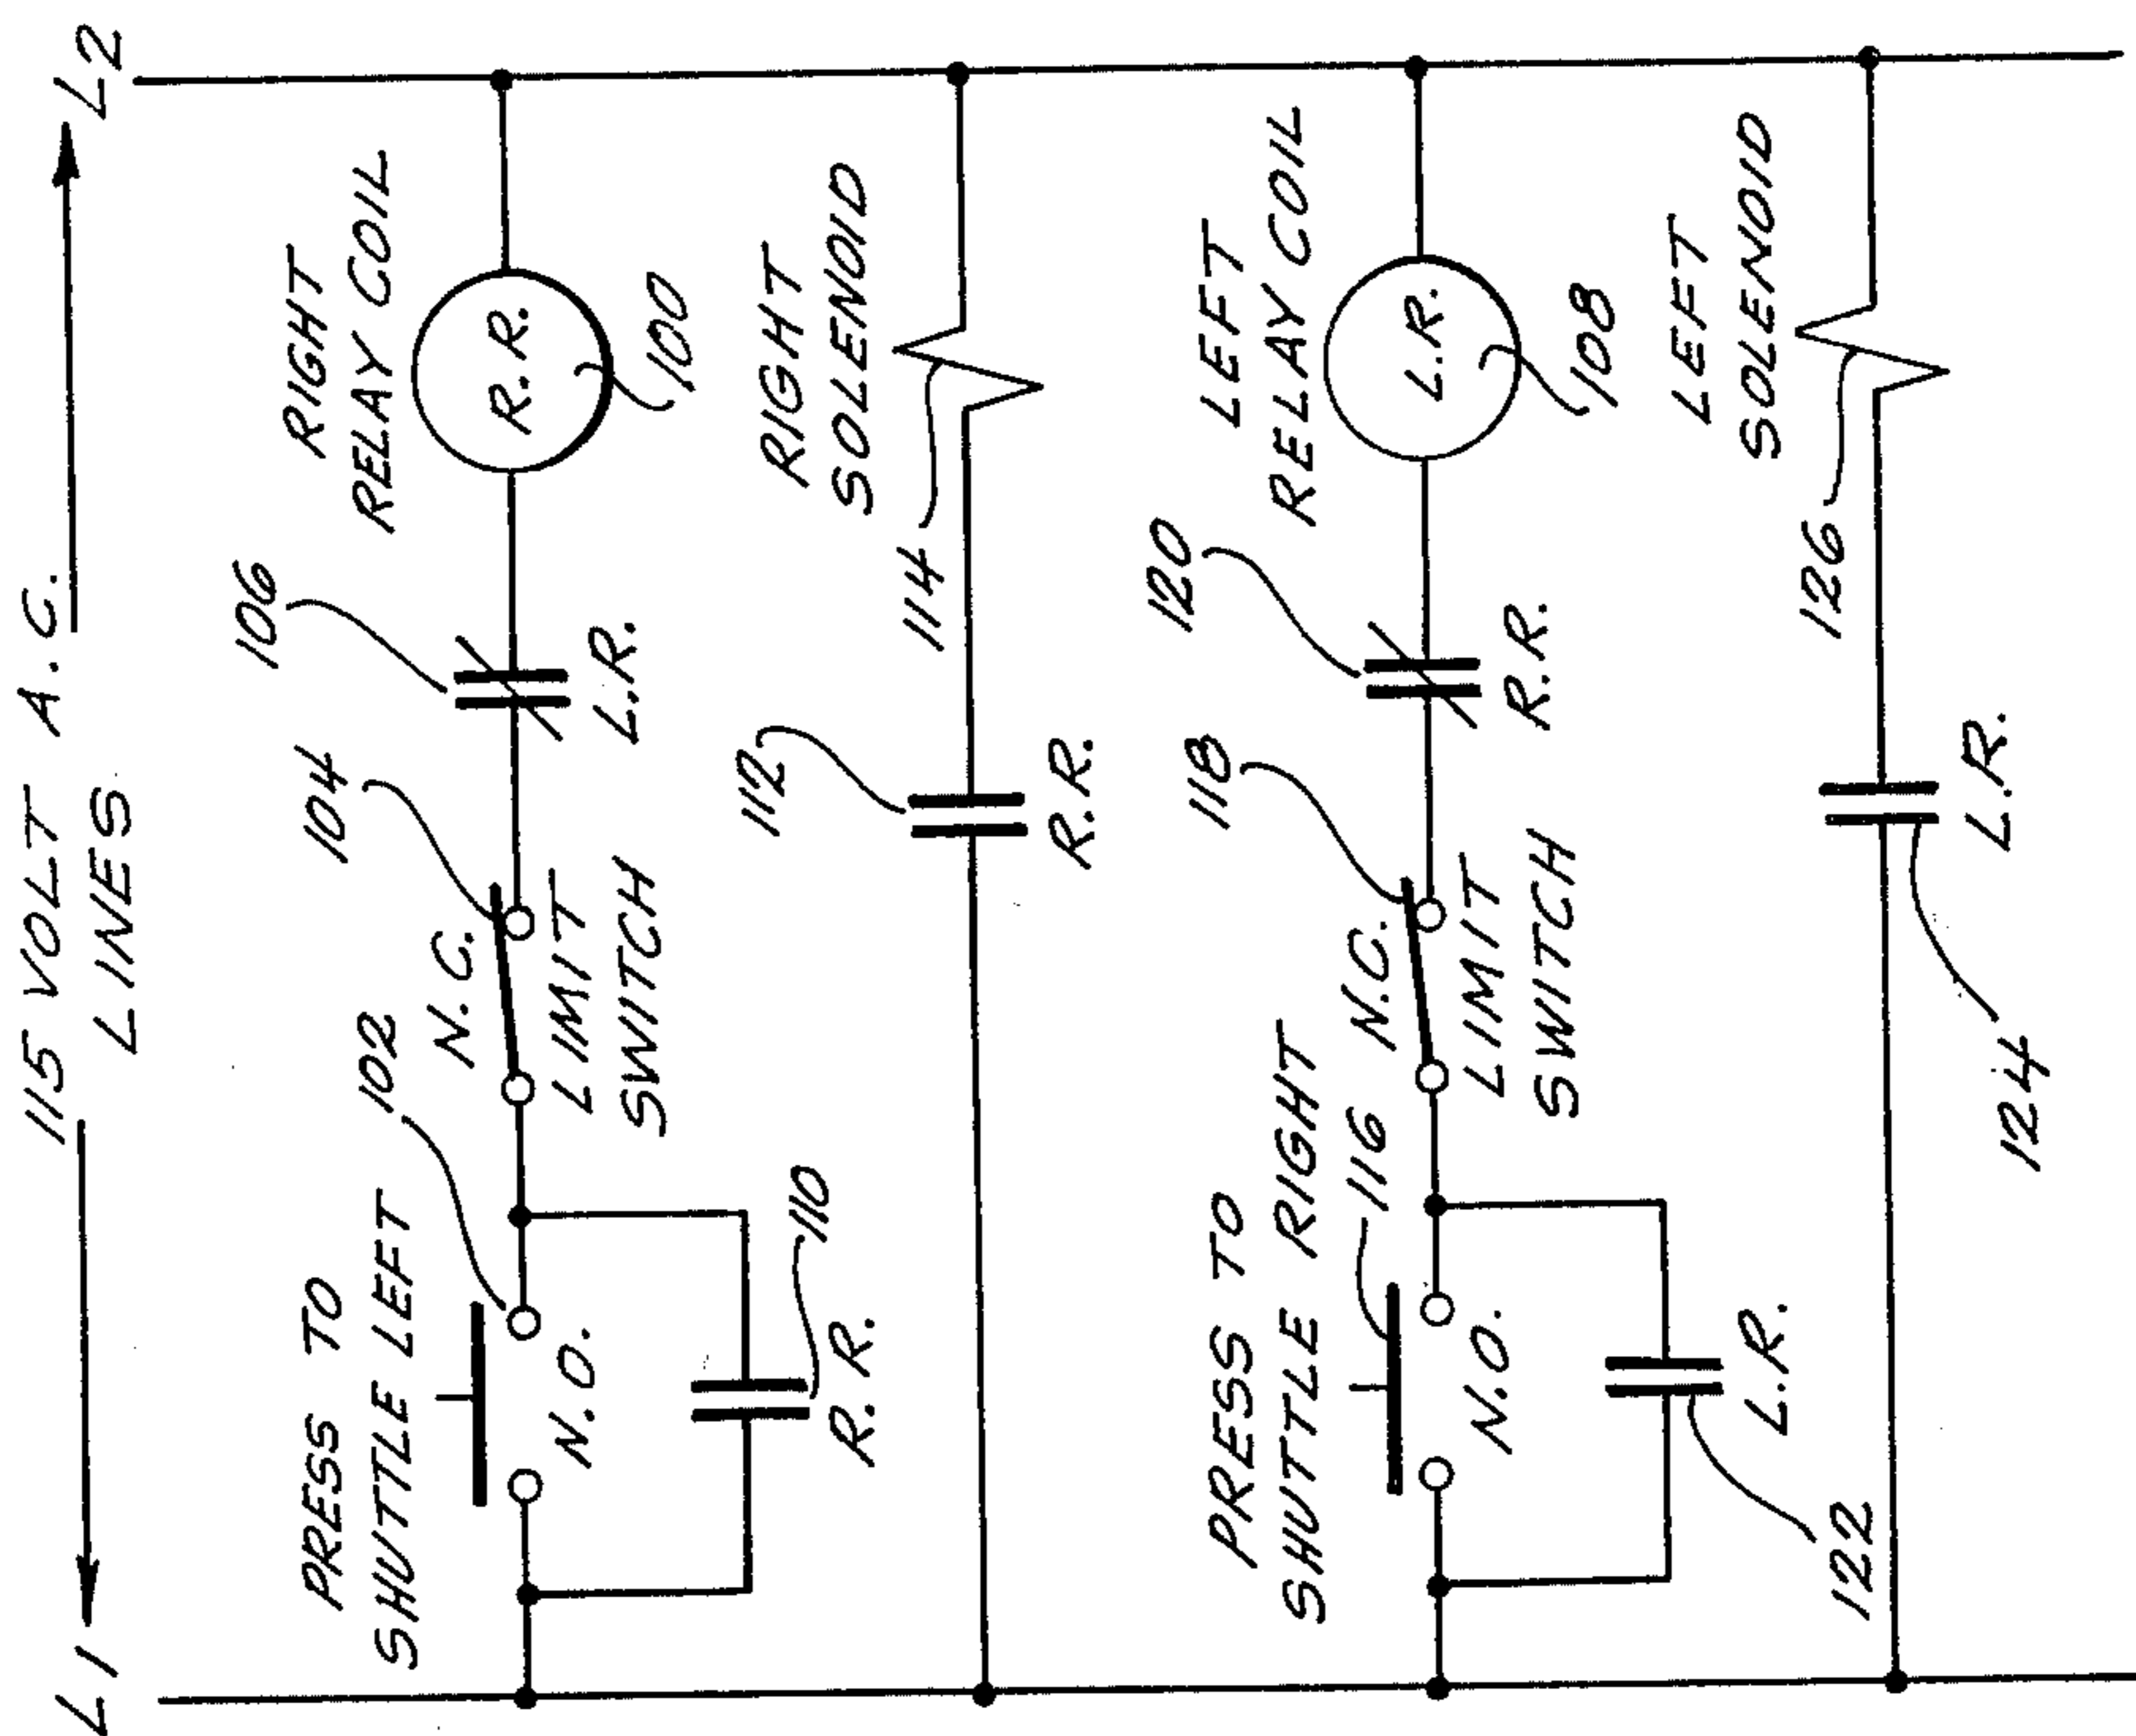 L1
115 VOLT A.C.
LINES
L2
PRESS TO
SHUTTLE LEFT
102
N.O.
110
R.R.
N.C.
104
LIMIT
SWITCH
106
L.R.
RIGHT
RELAY COIL
R.R.
100
112
R.R.
114
RIGHT
SOLENOID
PRESS TO
SHUTTLE RIGHT
116
N.O.
122
L.R.
N.C.
118
LIMIT
SWITCH
120
R.R.
LEFT
RELAY COIL
L.R.
108
124
L.R.
126
LEFT
SOLENOID